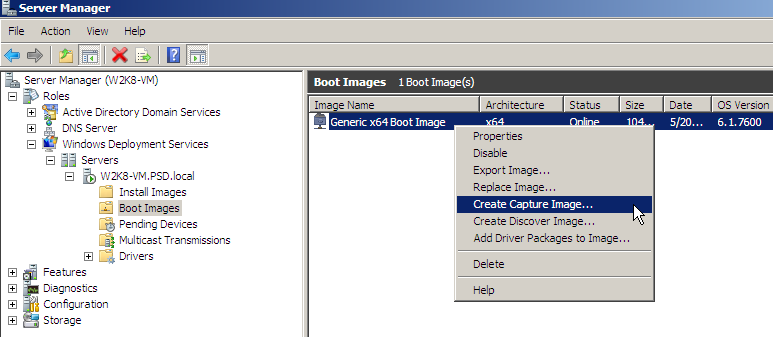 Server Manager
File Action View Help
Server Manager (W2K8-VM)
Roles
Active Directory Domain Services
DNS Server
Windows Deployment Services
Servers
W2K8-VM.PSD.local
Install Images
Boot Images
Pending Devices
Multicast Transmissions
Drivers
Features
Diagnostics
Configuration
Storage
Boot Images 1 Boot Image(s)
Image Name Architecture Status Size Date OS Version
Generic x64 Boot Image x64 Online 104... 5/20... 6.1.7600
Properties
Disable
Export Image...
Replace Image...
Create Capture Image...
Create Discover Image...
Add Driver Packages to Image...
Delete
Help